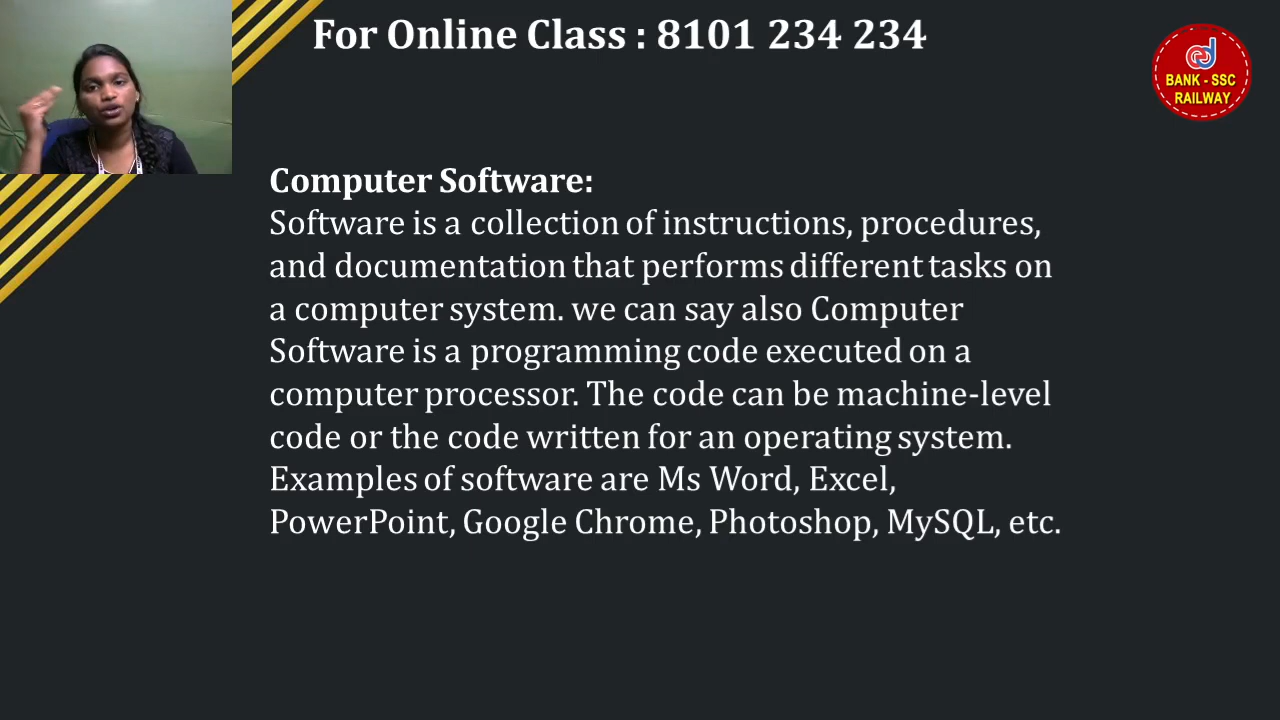 For Online Class : 8101 234 234
BANK - SSC
RAILWAY
Computer Software:
Software is a collection of instructions, procedures,
and documentation that performs different tasks on
a computer system. we can say also Computer
Software is a programming code executed on a
computer processor. The code can be machine-level
code or the code written for an operating system.
Examples of software are Ms Word, Excel,
PowerPoint, Google Chrome, Photoshop, MySQL, etc.